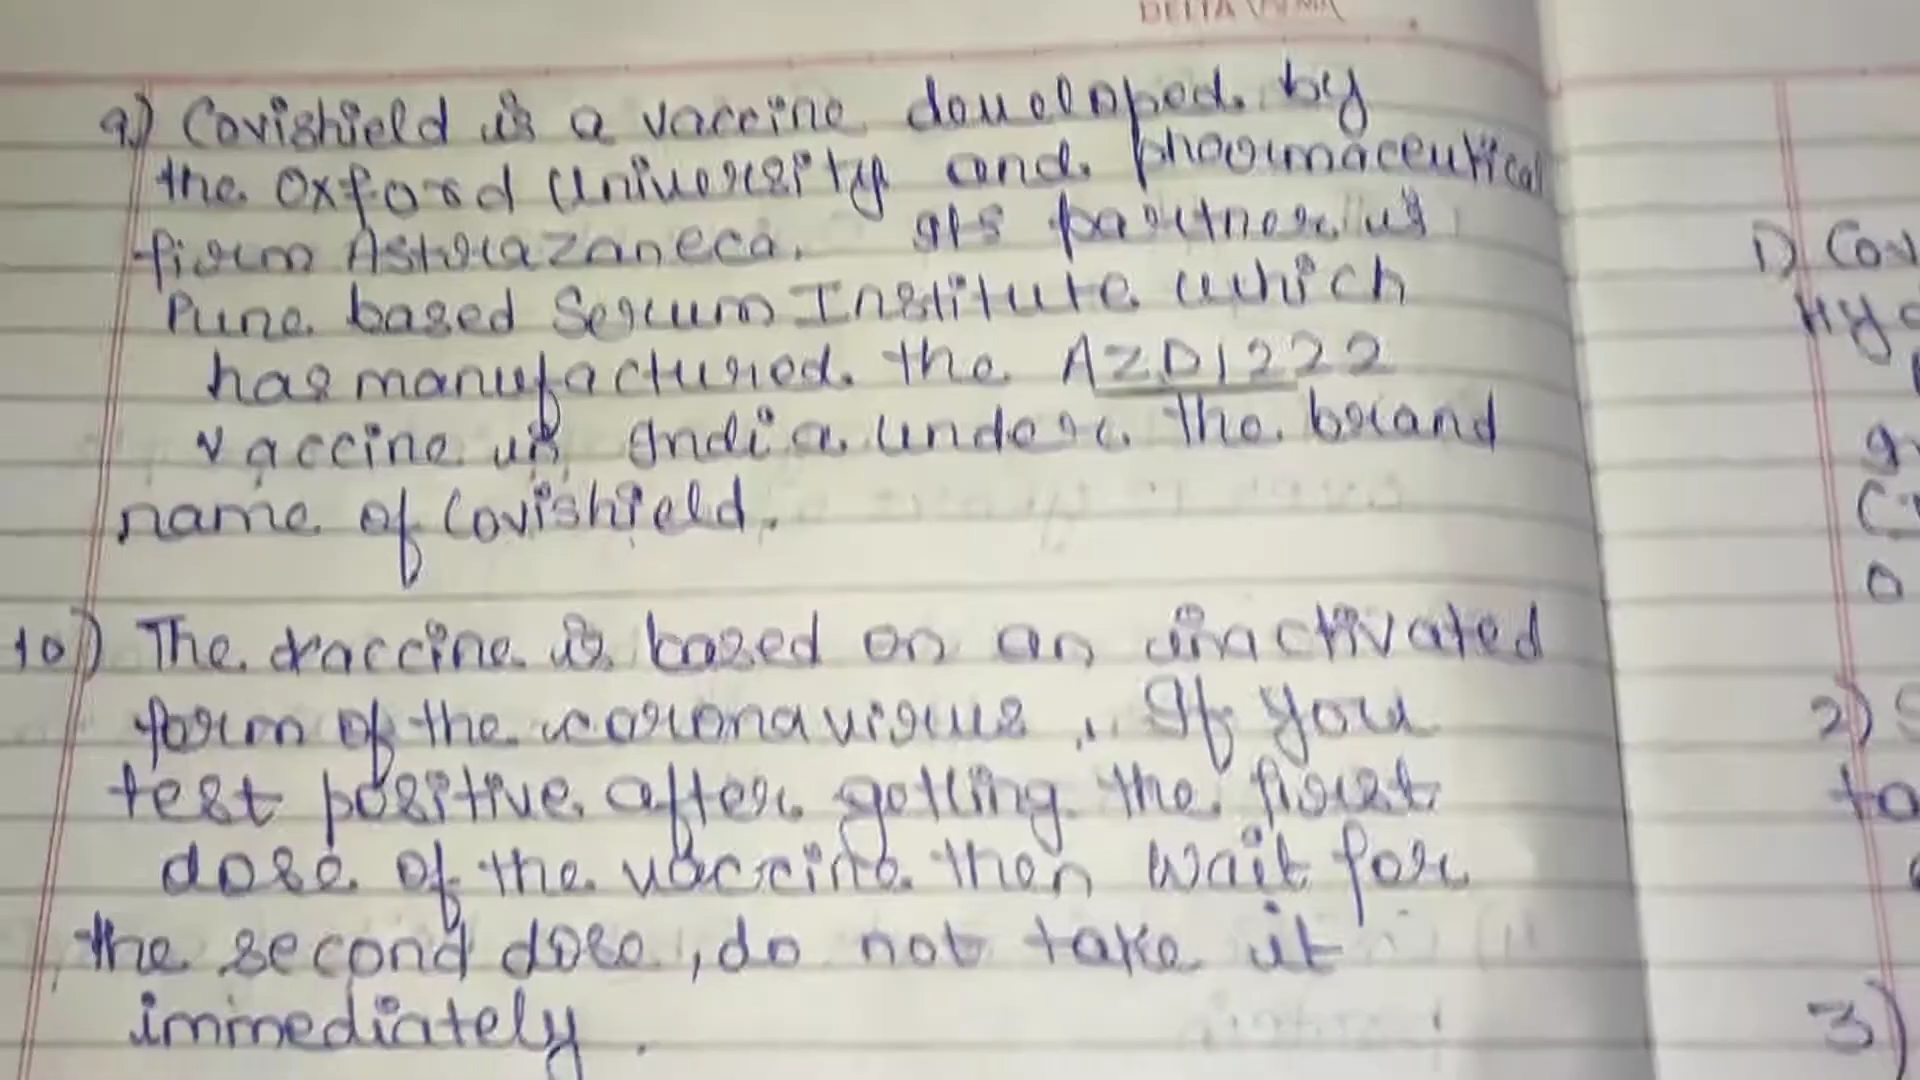 9.) Covishield is a vaccine developed by
the Oxford University and pharmaceutical
firm Astrazaneca. Its partner is
Pune based Serum Institute which
has manufactured the AZD1222
vaccine in India under the brand
name of Covishield.
10) The vaccine is based on an inactivated
form of the coronavirus. If you
test positive after getting the first
dose of the vaccine then wait for
the second dose, do not take it
immediately.
1)
2)
3)